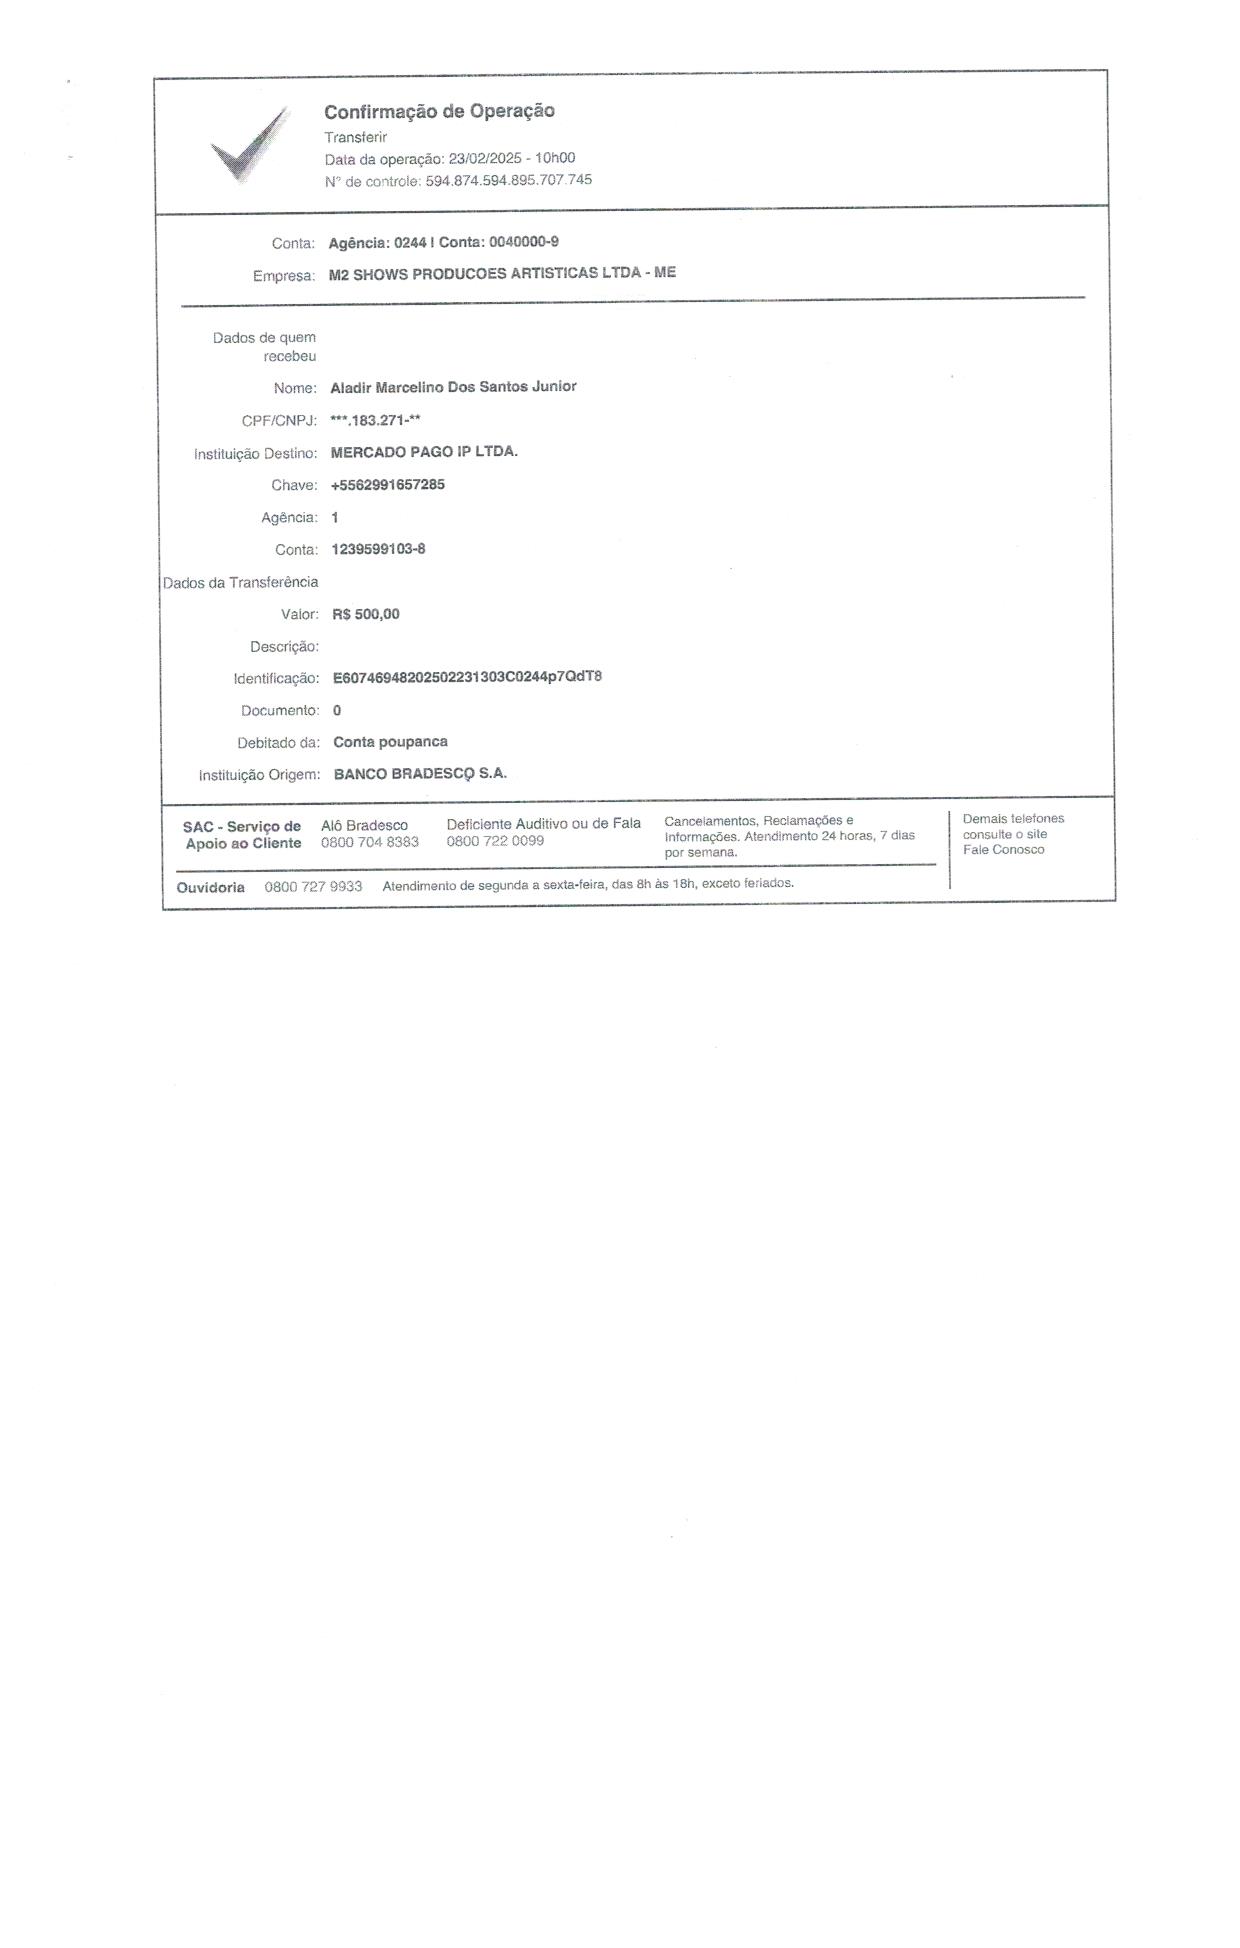 Confirmação de Operação
Transferir
Data da operação: 23/02/2025 - 10h00
N° de controle: 594.874.594.895.707.745
Conta: Agência: 0244 | Conta: 0040000-9
Empresa: M2 SHOWS PRODUCOES ARTISTICAS LTDA - ME
Dados de quem
recebeu
Nome: Aladir Marcelino Dos Santos Junior
CPF/CNPJ: ***.183.271-**
Instituição Destino: MERCADO PAGO IP LTDA.
Chave: +5562991657285
Agência: 1
Conta: 1239599103-8
Dados da Transferência
Valor: R$ 500,00
Descrição:
Identificação: E60746948202502231303C0244p7QdT8
Documento: 0
Debitado da: Conta poupanca
Instituição Origem: BANCO BRADESCO S.A.
SAC - Serviço de
Apoio ao Cliente
Alô Bradesco
0800 704 8383
Deficiente Auditivo ou de Fala
0800 722 0099
Cancelamentos, Reclamações e
Informações. Atendimento 24 horas, 7 dias
por semana.
Demais telefones
consulte o site
Fale Conosco
Ouvidoria 0800 727 9933 Atendimento de segunda a sexta-feira, das 8h às 18h, exceto feriados.